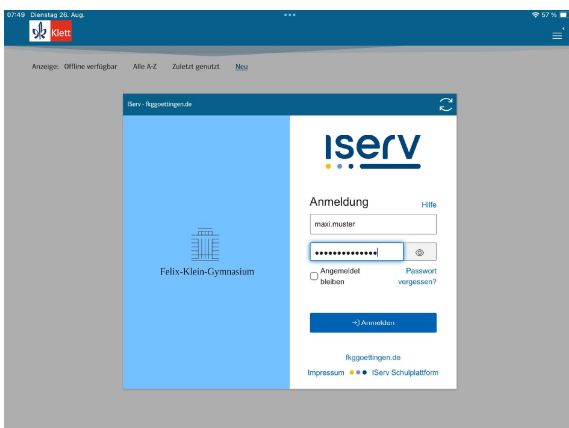 07:49 Dienstag 26. Aug.
57 %
Klett
Anzeige: Offline verfügbar Alle A-Z Zuletzt genutzt Neu
IServ - fkggoettingen.de
Iserv
Anmeldung
Hilfe
maxi.muster
Felix-Klein-Gymnasium
Angemeldet
bleiben
Passwort
vergessen?
Anmelden
fkggoettingen.de
Impressum IServ Schulplattform